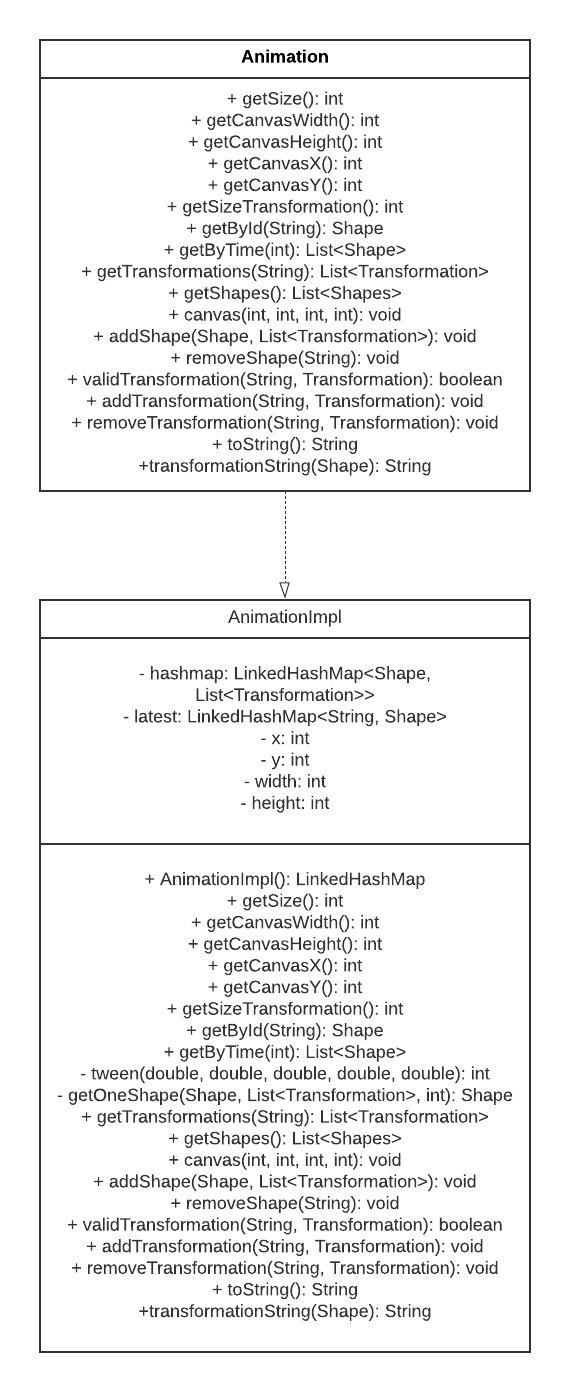 Animation
+ getSize(): int
+ getCanvasWidth(): int
+ getCanvasHeight(): int
+ getCanvasX(): int
+ getCanvasY(): int
+ getSizeTransformation(): int
+ getById(String): Shape
+ getByTime(int): List<Shape>
+ getTransformations(String): List<Transformation>
+ getShapes(): List<Shapes>
+ canvas(int, int, int, int): void
+ addShape(Shape, List<Transformation>): void
+ removeShape(String): void
+ validTransformation(String, Transformation): boolean
+ addTransformation(String, Transformation): void
+ removeTransformation(String, Transformation): void
+ toString(): String
+transformationString(Shape): String
AnimationImpl
- hashmap: LinkedHashMap<Shape,
List<Transformation>>
- latest: LinkedHashMap<String, Shape>
- x: int
- y: int
- width: int
- height: int
+ AnimationImpl(): LinkedHashMap
+ getSize(): int
+ getCanvasWidth(): int
+ getCanvasHeight(): int
+ getCanvasX(): int
+ getCanvasY(): int
+ getSizeTransformation(): int
+ getById(String): Shape
+ getByTime(int): List<Shape>
- tween(double, double, double, double, double): int
- getOneShape(Shape, List<Transformation>, int): Shape
+ getTransformations(String): List<Transformation>
+ getShapes(): List<Shapes>
+ canvas(int, int, int, int): void
+ addShape(Shape, List<Transformation>): void
+ removeShape(String): void
+ validTransformation(String, Transformation): boolean
+ addTransformation(String, Transformation): void
+ removeTransformation(String, Transformation): void
+ toString(): String
+transformationString(Shape): String